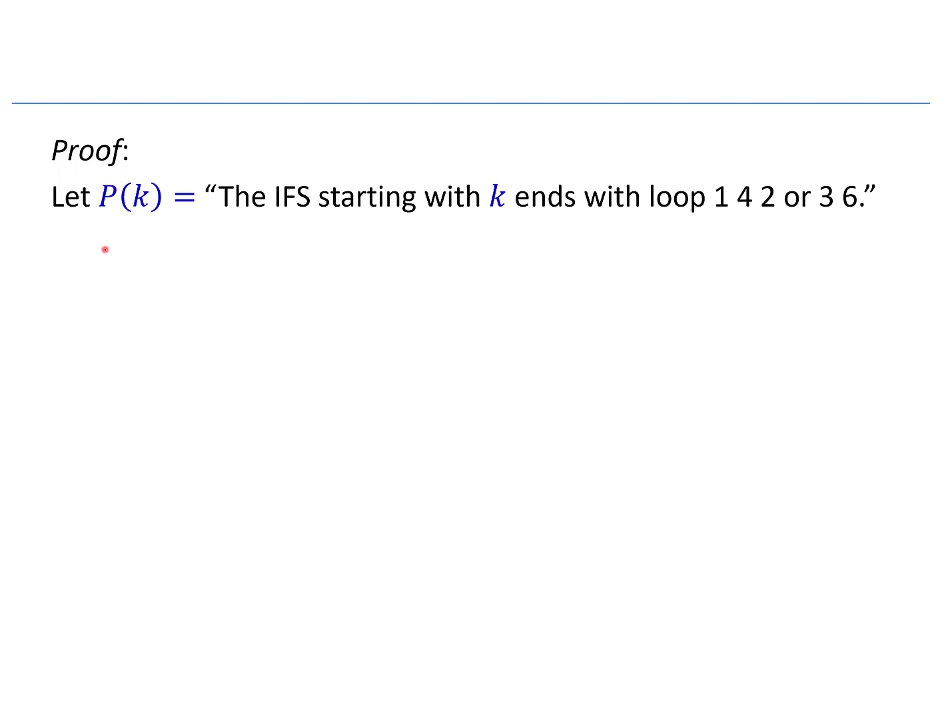 Proof:
Let P(k) = “The IFS starting with k ends with loop 1 4 2 or 3 6.”